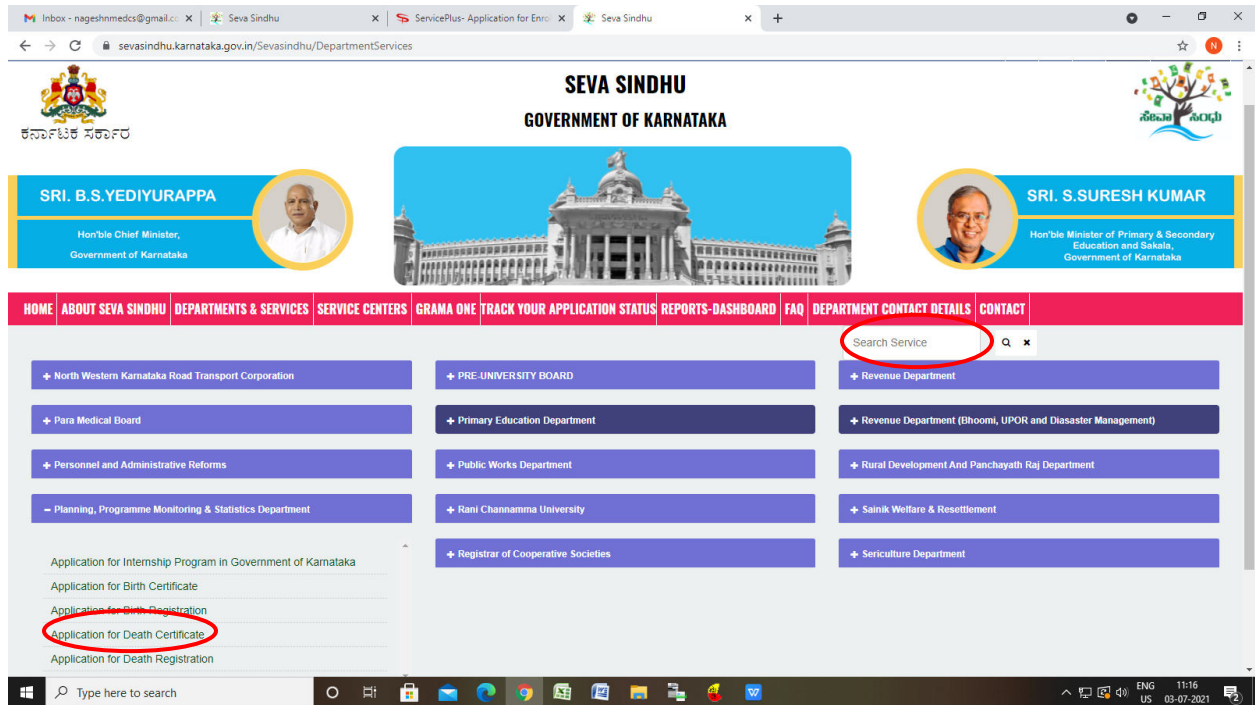 Inbox - nageshnmedcs@gmail.co
Seva Sindhu
ServicePlus- Application for Enro
Seva Sindhu
sevasindhu.karnataka.gov.in/Sevasindhu/DepartmentServices
N
ಕರ್ನಾಟಕ ಸರ್ಕಾರ
SEVA SINDHU
GOVERNMENT OF KARNATAKA
ಸೇವಾ ಸಿಂಧು
SRI. B.S.YEDIYURAPPA
Hon'ble Chief Minister,
Government of Karnataka
SRI. S.SURESH KUMAR
Hon'ble Minister of Primary & Secondary
Education and Sakala,
Government of Karnataka
HOME ABOUT SEVA SINDHU DEPARTMENTS & SERVICES SERVICE CENTERS GRAMA ONE TRACK YOUR APPLICATION STATUS REPORTS-DASHBOARD FAQ DEPARTMENT CONTACT DETAILS CONTACT
Search Service
+ North Western Karnataka Road Transport Corporation
+ PRE-UNIVERSITY BOARD
+ Revenue Department
+ Para Medical Board
+ Primary Education Department
+ Revenue Department (Bhoomi, UPOR and Diasaster Management)
+ Personnel and Administrative Reforms
+ Public Works Department
+ Rural Development And Panchayath Raj Department
– Planning, Programme Monitoring & Statistics Department
+ Rani Channamma University
+ Sainik Welfare & Resettlement
+ Registrar of Cooperative Societies
+ Sericulture Department
Application for Internship Program in Government of Karnataka
Application for Birth Certificate
Application for Birth Registration
Application for Death Certificate
Application for Death Registration
Type here to search
W
ENG
US
11:16
03-07-2021
2